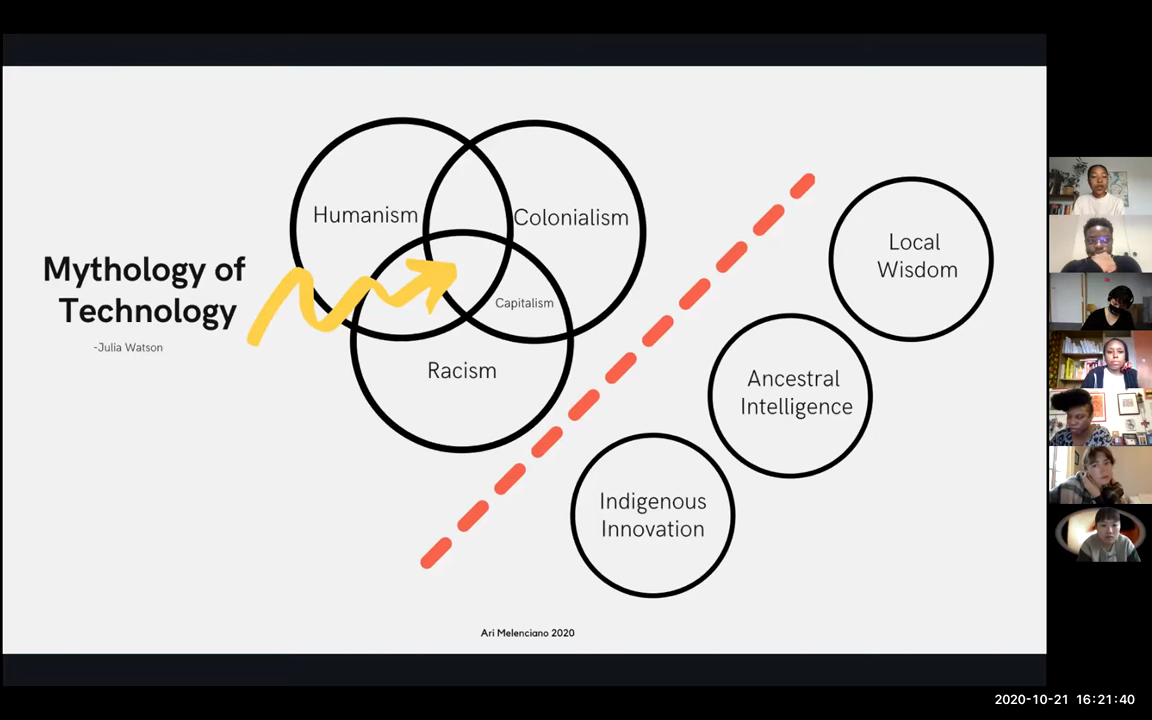 Mythology of
Technology
-Julia Watson
Humanism
Colonialism
Capitalism
Racism
Local
Wisdom
Ancestral
Intelligence
Indigenous
Innovation
Ari Melenciano 2020
2020-10-21 16:21:40